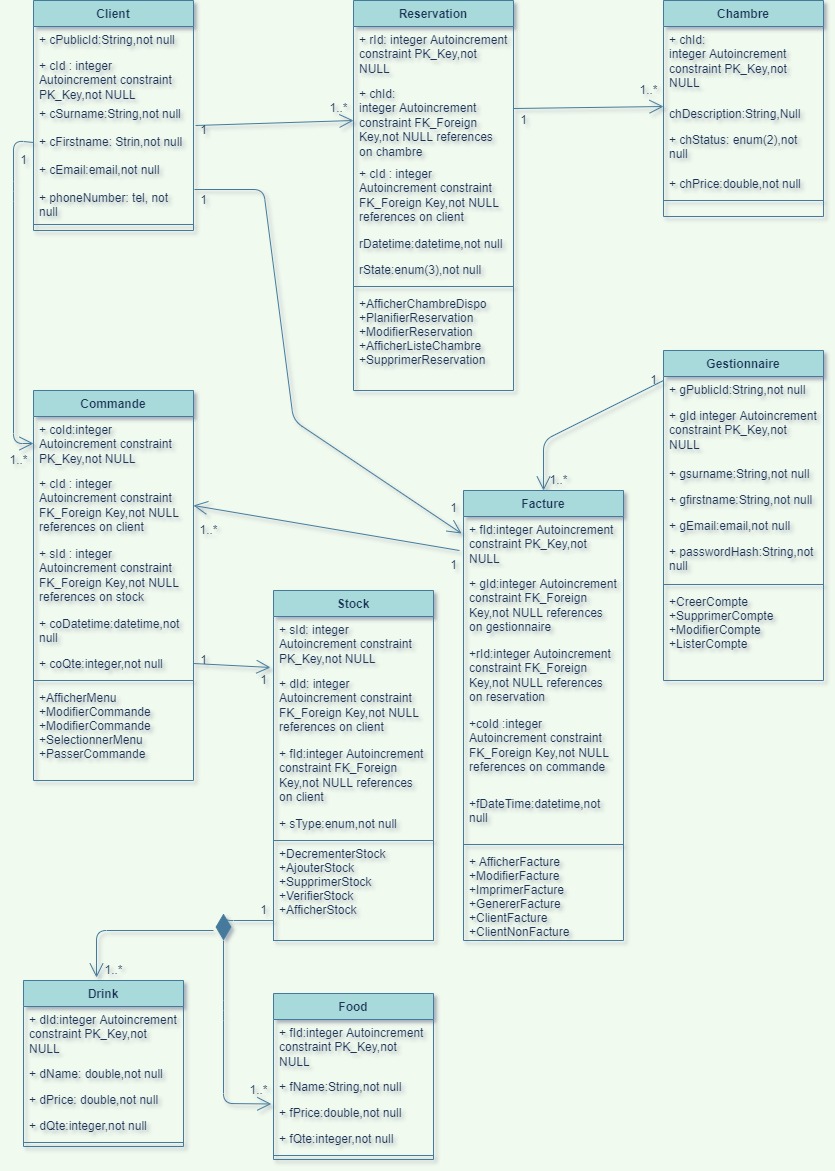 Client
+ cPublicId:String,not null
+ cId : integer
Autoincrement constraint
PK_Key,not NULL
+ cSurname:String,not null
+ cFirstname: Strin,not null
+ cEmail:email,not null
+ phoneNumber: tel, not
null
1
1
1
1..*
Reservation
+ rId: integer Autoincrement
constraint PK_Key,not
NULL
+ chId:
integer Autoincrement
constraint FK_Foreign
Key,not NULL references
on chambre
+ cId : integer
Autoincrement constraint
FK_Foreign Key,not NULL
references on client
rDatetime:datetime,not null
rState:enum(3),not null
+AfficherChambreDispo
+PlanifierReservation
+ModifierReservation
+AfficherListeChambre
+SupprimerReservation
1
1..*
Chambre
+ chId:
integer Autoincrement
constraint PK_Key,not
NULL
chDescription:String,Null
+ chStatus: enum(2),not
null
+ chPrice:double,not null
Gestionnaire
+ gPublicId:String,not null
+ gId integer Autoincrement
constraint PK_Key,not
NULL
+ gsurname:String,not null
+ gfirstname:String,not null
+ gEmail:email,not null
+ passwordHash:String,not
null
+CreerCompte
+SupprimerCompte
+ModifierCompte
+ListerCompte
1
1..*
Commande
+ coId:integer
Autoincrement constraint
PK_Key,not NULL
+ cId : integer
Autoincrement constraint
FK_Foreign Key,not NULL
references on client
+ sId : integer
Autoincrement constraint
FK_Foreign Key,not NULL
references on stock
+ coDatetime:datetime,not
null
+ coQte:integer,not null
+AfficherMenu
+ModifierCommande
+ModifierCommande
+SelectionnerMenu
+PasserCommande
1..*
1..*
1
1
1
1
Facture
+ fId:integer Autoincrement
constraint PK_Key,not
NULL
+ gId:integer Autoincrement
constraint FK_Foreign
Key,not NULL references
on gestionnaire
+rId:integer Autoincrement
constraint FK_Foreign
Key,not NULL references
on reservation
+coId :integer
Autoincrement constraint
FK_Foreign Key,not NULL
references on commande
+fDateTime:datetime,not
null
+ AfficherFacture
+ModifierFacture
+ImprimerFacture
+GenererFacture
+ClientFacture
+ClientNonFacture
Stock
+ sId: integer
Autoincrement constraint
PK_Key,not NULL
+ dId: integer
Autoincrement constraint
FK_Foreign Key,not NULL
references on client
+ fId:integer Autoincrement
constraint FK_Foreign
Key,not NULL references
on client
+ sType:enum,not null
+DecrementerStock
+AjouterStock
+SupprimerStock
+VerifierStock
+AfficherStock
1
1..*
1..*
Drink
+ dId:integer Autoincrement
constraint PK_Key,not
NULL
+ dName: double,not null
+ dPrice: double,not null
+ dQte:integer,not null
Food
+ fId:integer Autoincrement
constraint PK_Key,not
NULL
+ fName:String,not null
+ fPrice:double,not null
+ fQte:integer,not null